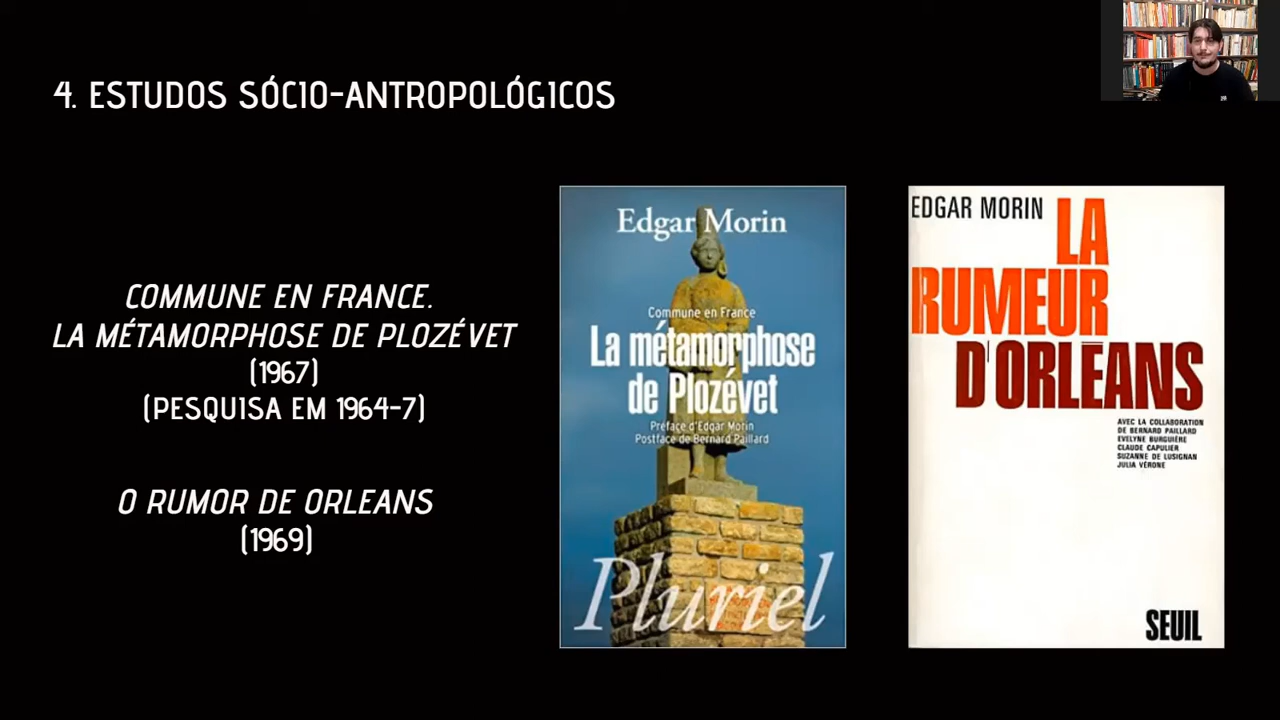 4. ESTUDOS SÓCIO-ANTROPOLÓGICOS
COMMUNE EN FRANCE.
LA MÉTAMORPHOSE DE PLOZÉVET
(1967)
(PESQUISA EM 1964-7)
O RUMOR DE ORLEANS
(1969)
Edgar Morin
Commune en France
La métamorphose
de Plozévet
Préface d'Edgar Morin
Postface de Bernard Paillard
Pluriel
EDGAR MORIN
LA
RUMEUR
D'ORLÉANS
AVEC LA COLLABORATION
DE BERNARD PAILLARD
EVELYNE BURGUIÈRE
CLAUDE CAPULIER
SUZANNE DE LUSIGNAN
JULIA VÉRONE
SEUIL